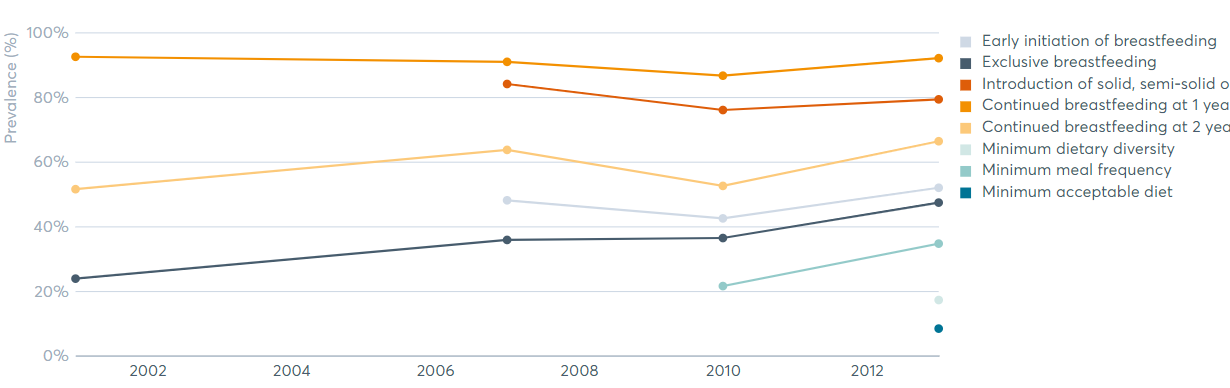 Prevalence (%)
100%
80%
60%
40%
20%
0%
2002
2004
2006
2008
2010
2012
Early initiation of breastfeeding
Exclusive breastfeeding
Introduction of solid, semi-solid o
Continued breastfeeding at 1 yea
Continued breastfeeding at 2 yea
Minimum dietary diversity
Minimum meal frequency
Minimum acceptable diet